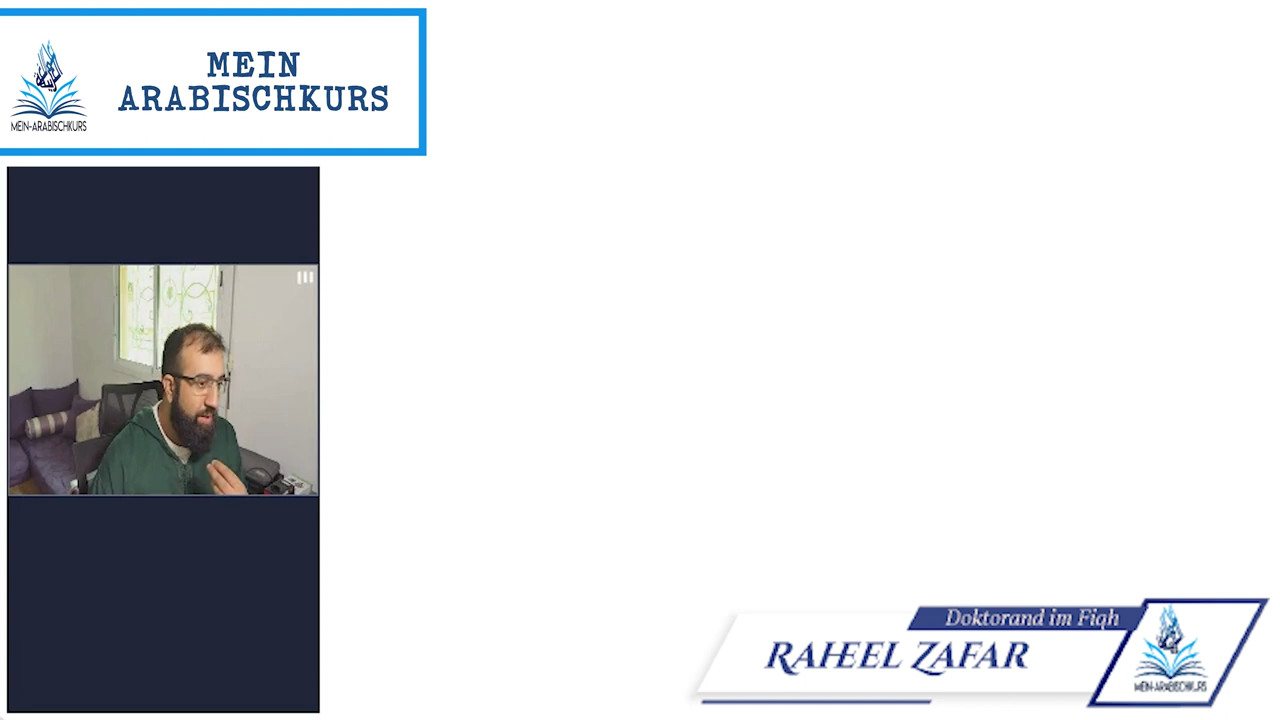 MEIN
ARABISCHKURS
MEIN-ARABISCHKURS
Doktorand im Fiqh
RAHEEL ZAFAR
MEIN-ARABISCHKURS